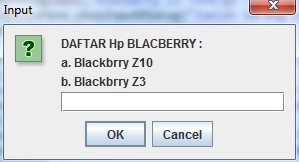 Input
DAFTAR Hp BLACBERRY :
a. Blackbrry Z10
b. Blackbrry Z3
OK
Cancel